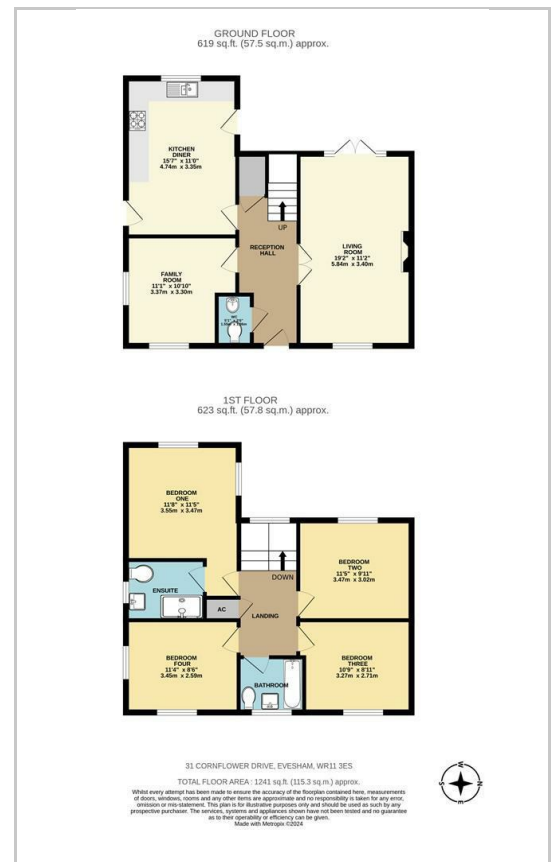 GROUND FLOOR
619 sq.ft. (57.5 sq.m.) approx.
KITCHEN
DINER
15'7" x 11'0"
4.74m x 3.35m
UP
RECEPTION
HALL
LIVING
ROOM
19'2" x 11'2"
5.84m x 3.40m
FAMILY
ROOM
11'1" x 10'10"
3.37m x 3.30m
WC
1ST FLOOR
623 sq.ft. (57.8 sq.m.) approx.
BEDROOM
ONE
11'8" x 11'5"
3.55m x 3.47m
BEDROOM
TWO
11'5" x 9'11"
3.47m x 3.02m
DOWN
ENSUITE
AC
LANDING
BEDROOM
FOUR
11'4" x 8'6"
3.45m x 2.59m
BEDROOM
THREE
10'9" x 8'11"
3.27m x 2.71m
BATHROOM
31 CORNFLOWER DRIVE, EVESHAM, WR11 3ES
TOTAL FLOOR AREA : 1241 sq.ft. (115.3 sq.m.) approx.
Whilst every attempt has been made to ensure the accuracy of the floorplan contained here, measurements
of doors, windows, rooms and any other items are approximate and no responsibility is taken for any error,
omission or mis-statement. This plan is for illustrative purposes only and should be used as such by any
prospective purchaser. The services, systems and appliances shown have not been tested and no guarantee
as to their operability or efficiency can be given.
Made with Metropix ©2024
W
N
S
E